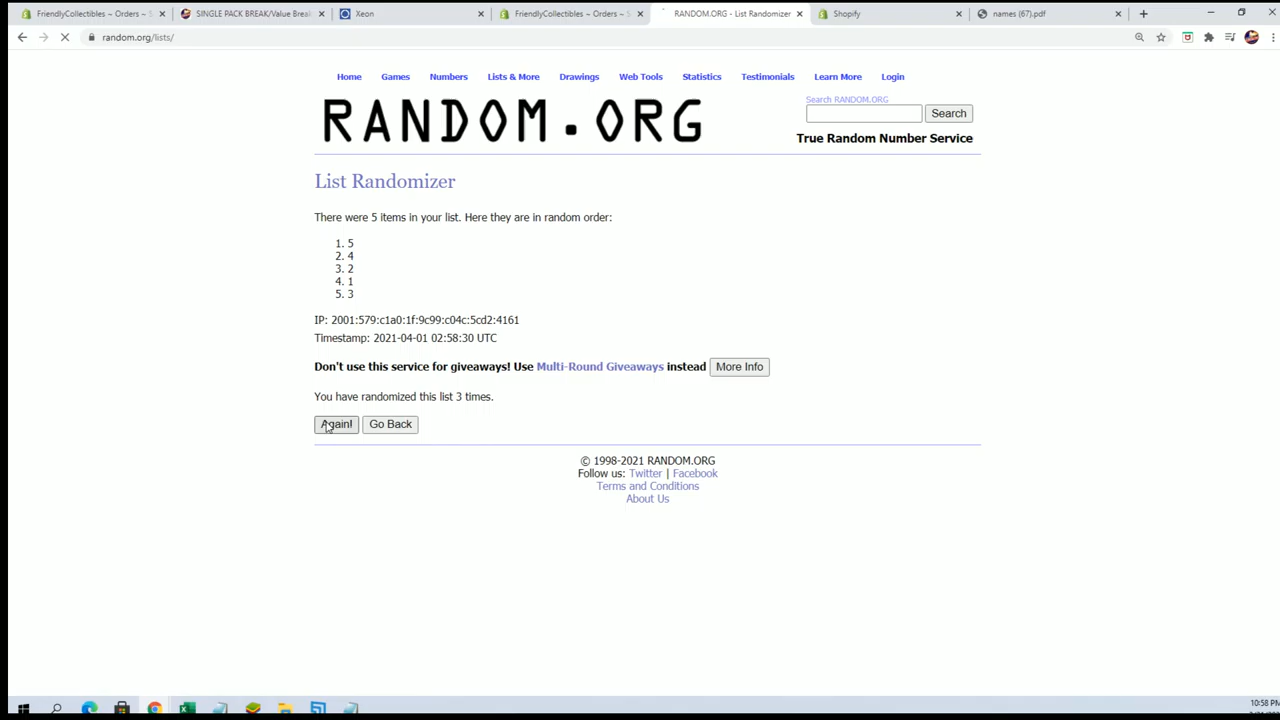 FriendlyCollectibles ~ Orders ~ S
SINGLE PACK BREAK/Value Break
Xeon
FriendlyCollectibles ~ Orders ~ S
RANDOM.ORG - List Randomizer
Shopify
names (67).pdf
random.org/lists/
Home Games Numbers Lists & More Drawings Web Tools Statistics Testimonials Learn More Login
RANDOM.ORG
Search RANDOM.ORG
Search
True Random Number Service
List Randomizer
There were 5 items in your list. Here they are in random order:
1. 5
2. 4
3. 2
4. 1
5. 3
IP: 2001:579:c1a0:1f:9c99:c04c:5cd2:4161
Timestamp: 2021-04-01 02:58:30 UTC
Don't use this service for giveaways! Use Multi-Round Giveaways instead More Info
You have randomized this list 3 times.
Again! Go Back
© 1998-2021 RANDOM.ORG
Follow us: Twitter | Facebook
Terms and Conditions
About Us
10:58 PM